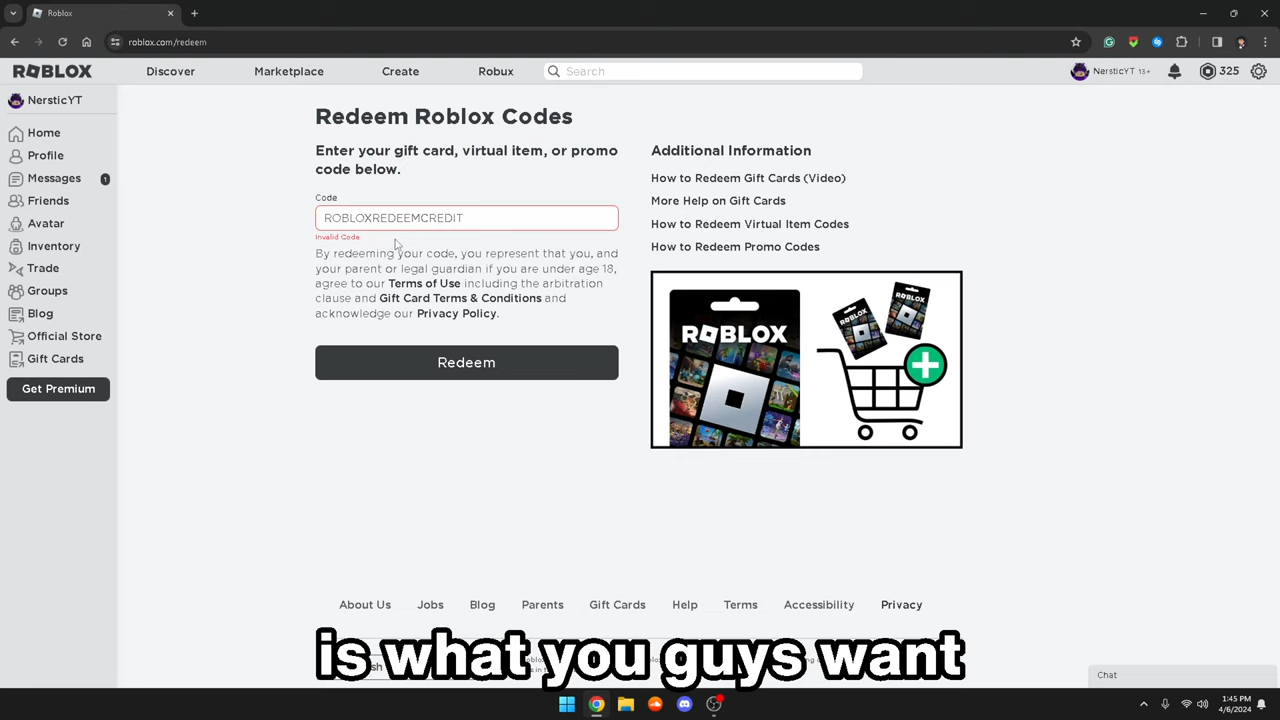 Roblox
roblox.com/redeem
ROBLOX
Discover
Marketplace
Create
Robux
Search
NersticYT 13+
325
NersticYT
Home
Profile
Messages
1
Friends
Avatar
Inventory
Trade
Groups
Blog
Official Store
Gift Cards
Get Premium
Redeem Roblox Codes
Enter your gift card, virtual item, or promo
code below.
Code
ROBLOXREDEEMCREDIT
Invalid Code
By redeeming your code, you represent that you, and
your parent or legal guardian if you are under age 18,
agree to our Terms of Use including the arbitration
clause and Gift Card Terms & Conditions and
acknowledge our Privacy Policy.
Redeem
Additional Information
How to Redeem Gift Cards (Video)
More Help on Gift Cards
How to Redeem Virtual Item Codes
How to Redeem Promo Codes
ROBLOX
ROBLOX
ROBLOX
About Us
Jobs
Blog
Parents
Gift Cards
Help
Terms
Accessibility
Privacy
is what you guys want
Chat
1:45 PM
4/6/2024